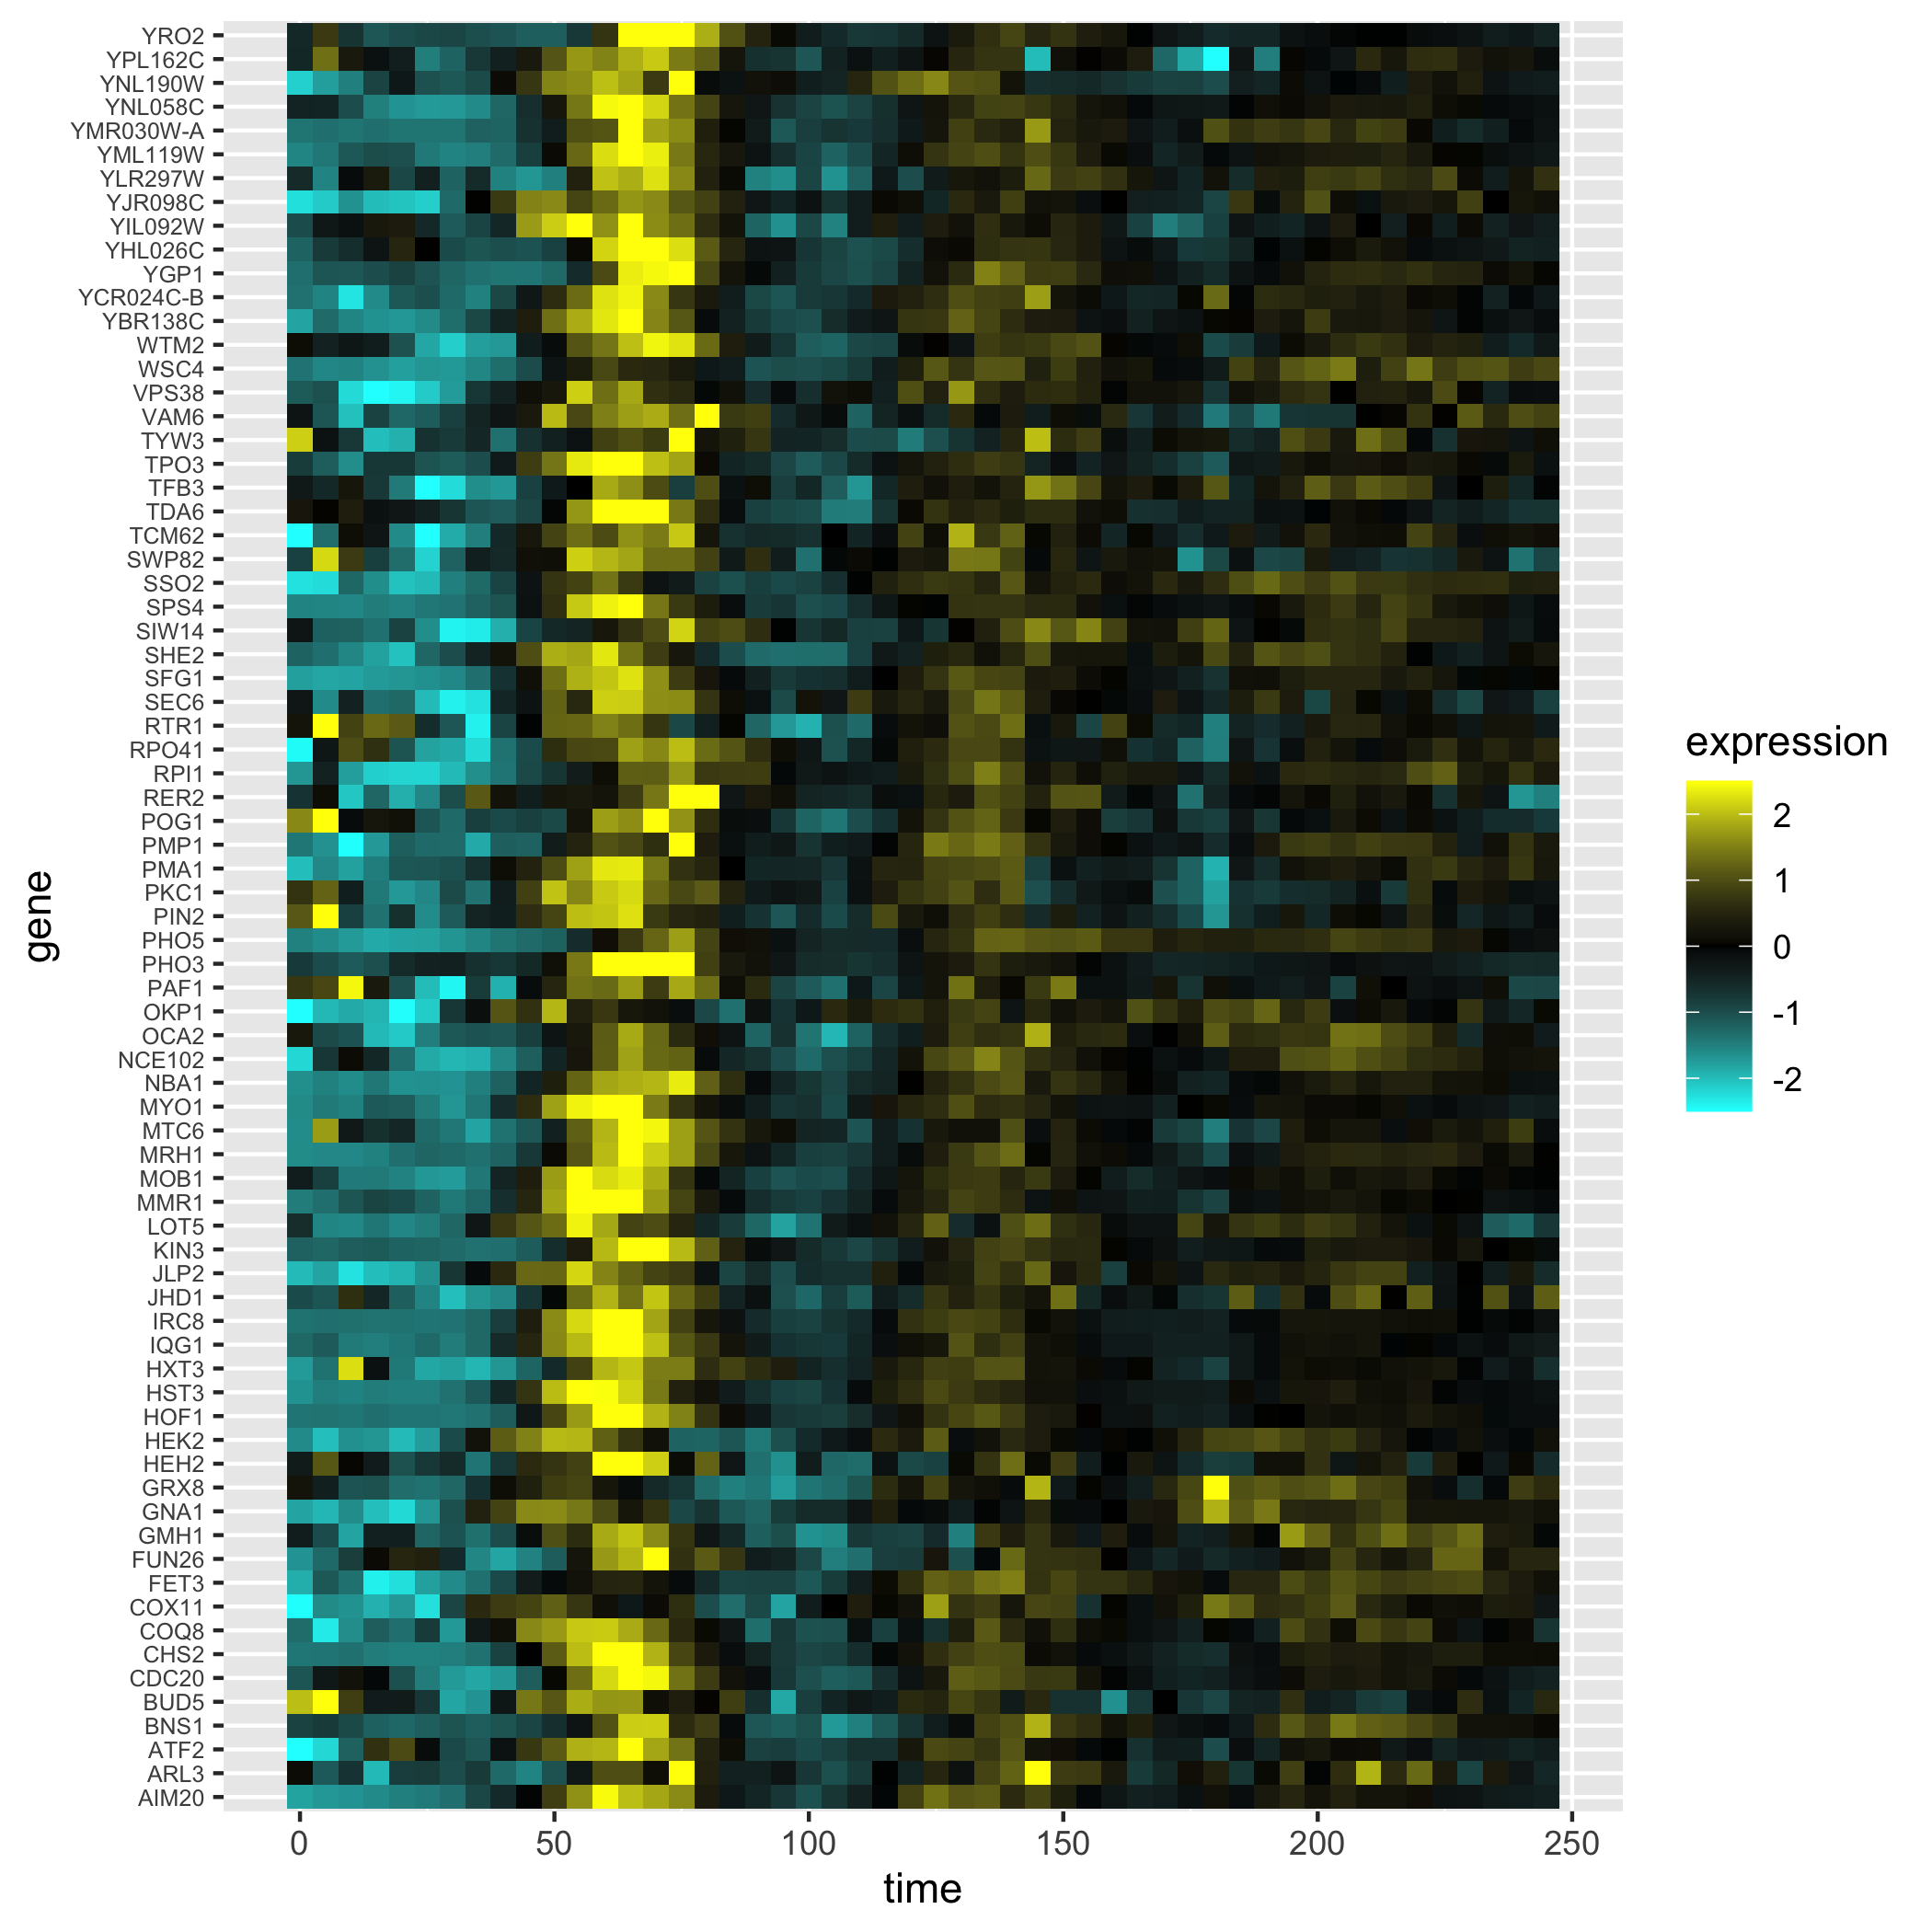 YRO2
YPL162C
YNL190W
YNL058C
YMR030W-A
YML119W
YLR297W
YJR098C
YIL092W
YHL026C
YGP1
YCR024C-B
YBR138C
WTM2
WSC4
VPS38
VAM6
TYW3
TPO3
TFB3
TDA6
TCM62
SWP82
SSO2
SPS4
SIW14
SHE2
SFG1
SEC6
RTR1
RPO41
RPI1
RER2
POG1
PMP1
PMA1
PKC1
PIN2
PHO5
PHO3
PAF1
OKP1
OCA2
NCE102
NBA1
MYO1
MTC6
MRH1
MOB1
MMR1
LOT5
KIN3
JLP2
JHD1
IRC8
IQG1
HXT3
HST3
HOF1
HEK2
HEH2
GRX8
GNA1
GMH1
FUN26
FET3
COX11
COQ8
CHS2
CDC20
BUD5
BNS1
ATF2
ARL3
AIM20
gene
0 50 100 150 200 250
time
expression
2
1
0
-1
-2